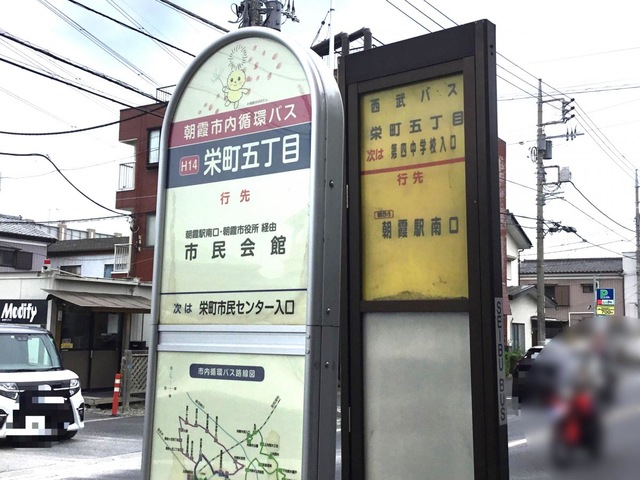 朝霞市内循環バス
H14 栄町五丁目
行先
朝霞駅南口・朝霞市役所 経由
市民会館
次は 栄町市民センター入口
市内循環バス路線図
西武バス
栄町五丁目
次は 第四中学校入口
行先
朝霞駅南口
SEIBU BUS
Modify
P